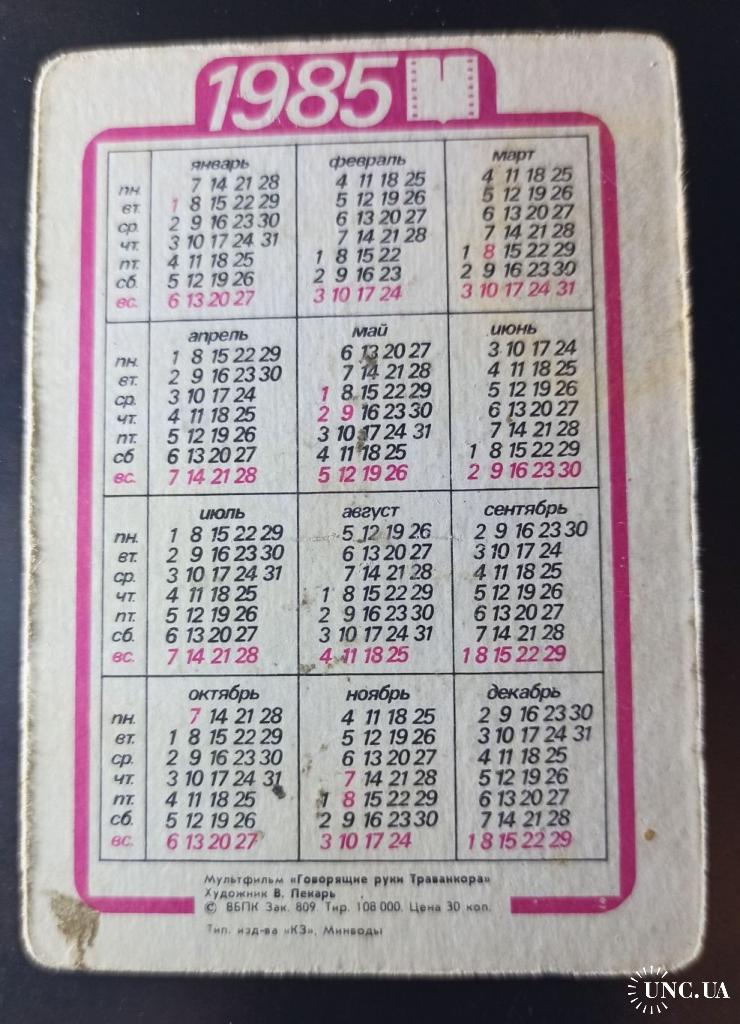 1985
январь февраль март
пн. 7 14 21 28 4 11 18 25 4 11 18 25
вт. 1 8 15 22 29 5 12 19 26 5 12 19 26
ср. 2 9 16 23 30 6 13 20 27 6 13 20 27
чт. 3 10 17 24 31 7 14 21 28 7 14 21 28
пт. 4 11 18 25 1 8 15 22 1 8 15 22 29
сб. 5 12 19 26 2 9 16 23 2 9 16 23 30
вс. 6 13 20 27 3 10 17 24 3 10 17 24 31
апрель май июнь
пн. 1 8 15 22 29 6 13 20 27 3 10 17 24
вт. 2 9 16 23 30 7 14 21 28 4 11 18 25
ср. 3 10 17 24 1 8 15 22 29 5 12 19 26
чт. 4 11 18 25 2 9 16 23 30 6 13 20 27
пт. 5 12 19 26 3 10 17 24 31 7 14 21 28
сб 6 13 20 27 4 11 18 25 1 8 15 22 29
вс. 7 14 21 28 5 12 19 26 2 9 16 23 30
июль август сентябрь
пн. 1 8 15 22 29 5 12 19 26 2 9 16 23 30
вт. 2 9 16 23 30 6 13 20 27 3 10 17 24
ср. 3 10 17 24 31 7 14 21 28 4 11 18 25
чт. 4 11 18 25 1 8 15 22 29 5 12 19 26
пт. 5 12 19 26 2 9 16 23 30 6 13 20 27
сб. 6 13 20 27 3 10 17 24 31 7 14 21 28
вс. 7 14 21 28 4 11 18 25 1 8 15 22 29
октябрь ноябрь декабрь
пн. 7 14 21 28 4 11 18 25 2 9 16 23 30
вт. 1 8 15 22 29 5 12 19 26 3 10 17 24 31
ср. 2 9 16 23 30 6 13 20 27 4 11 18 25
чт. 3 10 17 24 31 7 14 21 28 5 12 19 26
пт. 4 11 18 25 1 8 15 22 29 6 13 20 27
сб. 5 12 19 26 2 9 16 23 30 7 14 21 28
вс. 6 13 20 27 3 10 17 24 1 8 15 22 29
Мультфильм «Говорящие руки Траванкора»
Художник В. Пекарь
© ВБПК Зак. 809. Тир. 108 000. Цена 30 коп.
Тип. изд-ва «КЗ», Минводы
UNC.UA